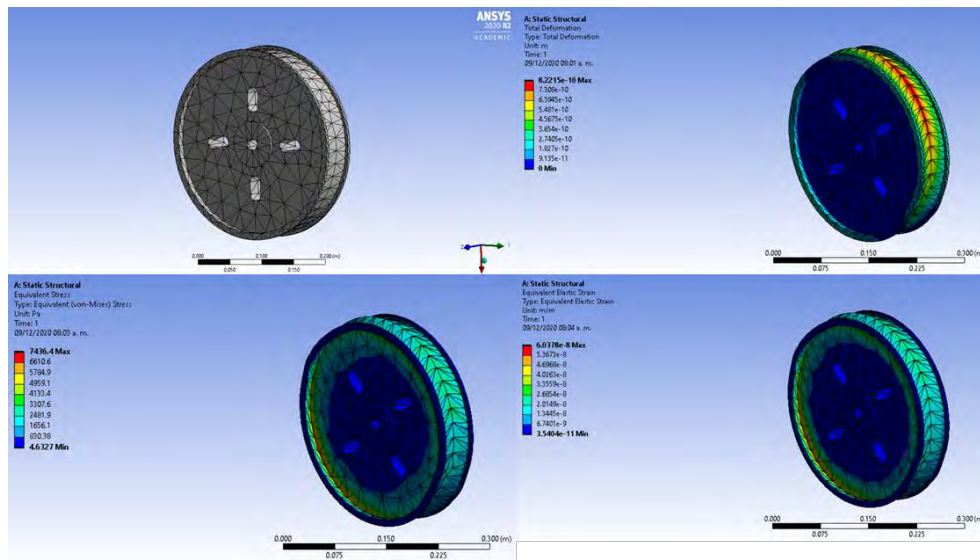 ANSYS
2020 R2
ACADEMIC
0.000
0.100
0.200 (m)
0.050
0.150
A: Static Structural
Total Deformation
Type: Total Deformation
Unit: m
Time: 1
09/12/2020 08:01 a. m.
8.2215e-10 Max
7.308e-10
6.3945e-10
5.481e-10
4.5675e-10
3.654e-10
2.7405e-10
1.827e-10
9.135e-11
0 Min
0.000
0.150
0.300 (m)
0.075
0.225
A: Static Structural
Equivalent Stress
Type: Equivalent (von-Mises) Stress
Unit: Pa
Time: 1
09/12/2020 08:03 a. m.
7436.4 Max
6610.6
5784.9
4959.1
4133.4
3307.6
2481.9
1656.1
830.38
4.6327 Min
0.000
0.150
0.300 (m)
0.075
0.225
A: Static Structural
Equivalent Elastic Strain
Type: Equivalent Elastic Strain
Unit: m/m
Time: 1
09/12/2020 08:04 a. m.
6.0378e-8 Max
5.3673e-8
4.6968e-8
4.0263e-8
3.3559e-8
2.6854e-8
2.0149e-8
1.3445e-8
6.7401e-9
3.5404e-11 Min
0.000
0.150
0.300 (m)
0.075
0.225